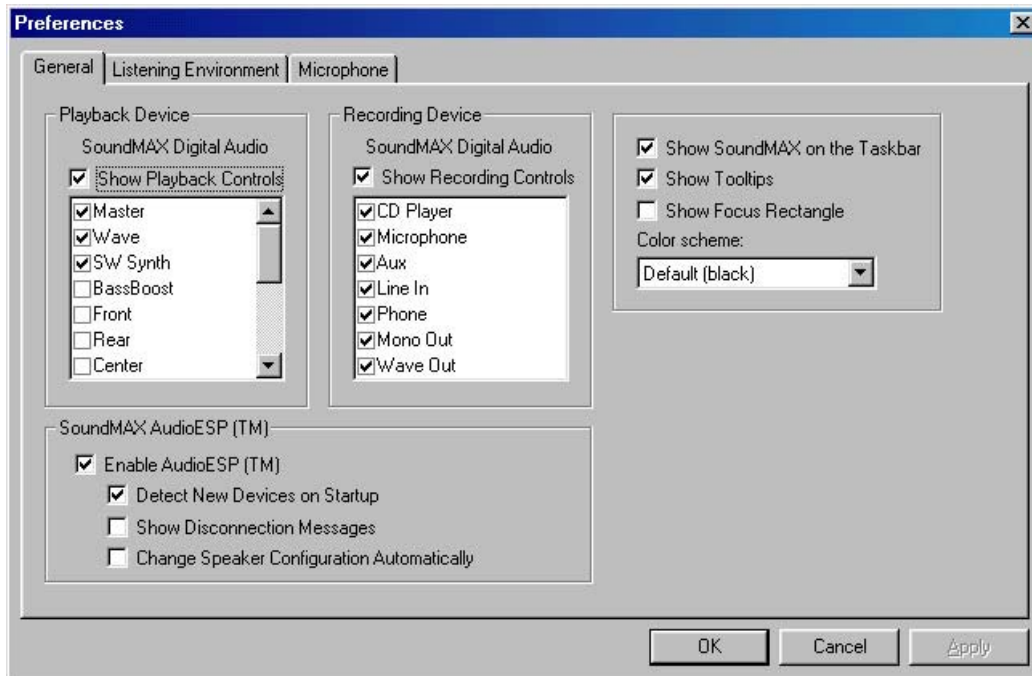 Preferences
General
Listening Environment
Microphone
Playback Device
SoundMAX Digital Audio
Show Playback Controls
Master
Wave
SW Synth
BassBoost
Front
Rear
Center
Recording Device
SoundMAX Digital Audio
Show Recording Controls
CD Player
Microphone
Aux
Line In
Phone
Mono Out
Wave Out
Show SoundMAX on the Taskbar
Show Tooltips
Show Focus Rectangle
Color scheme:
Default (black)
SoundMAX AudioESP (TM)
Enable AudioESP (TM)
Detect New Devices on Startup
Show Disconnection Messages
Change Speaker Configuration Automatically
OK
Cancel
Apply